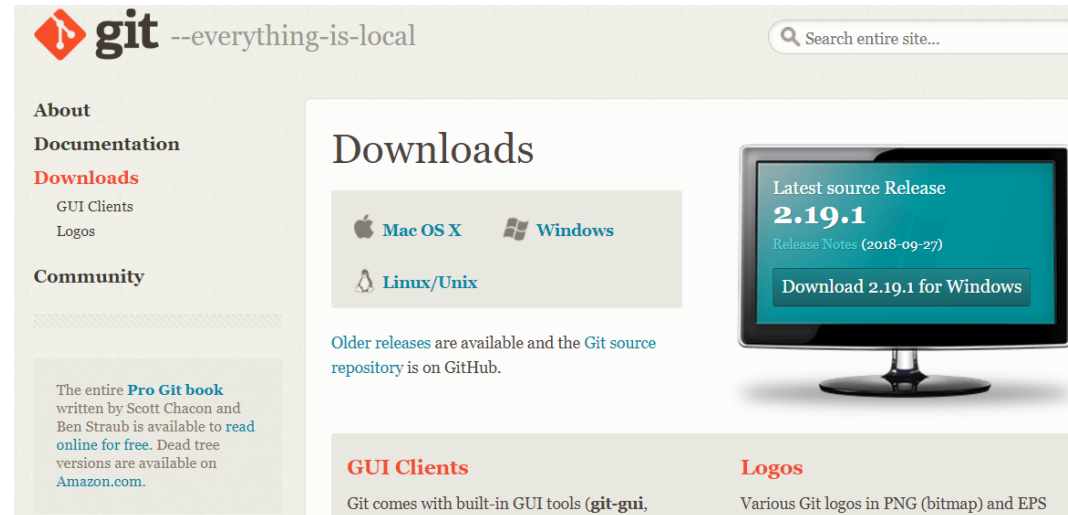 git --everything-is-local
Search entire site...
About
Documentation
Downloads
GUI Clients
Logos
Community
The entire Pro Git book
written by Scott Chacon and
Ben Straub is available to read
online for free. Dead tree
versions are available on
Amazon.com.
Downloads
Mac OS X
Windows
Linux/Unix
Older releases are available and the Git source
repository is on GitHub.
Latest source Release
2.19.1
Release Notes (2018-09-27)
Download 2.19.1 for Windows
GUI Clients
Git comes with built-in GUI tools (git-gui,
Logos
Various Git logos in PNG (bitmap) and EPS